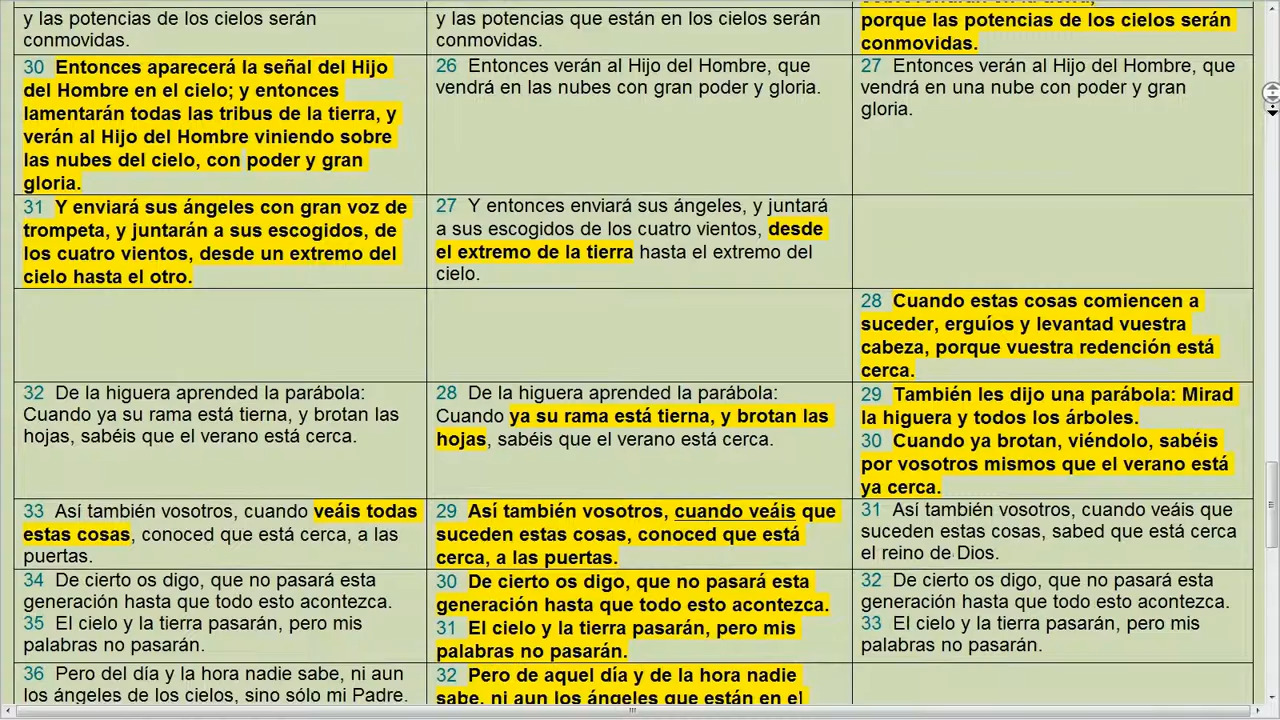 y las potencias de los cielos serán
conmovidas.
y las potencias que están en los cielos serán
conmovidas.
porque las potencias de los cielos serán
conmovidas.
30 Entonces aparecerá la señal del Hijo
del Hombre en el cielo; y entonces
lamentarán todas las tribus de la tierra, y
verán al Hijo del Hombre viniendo sobre
las nubes del cielo, con poder y gran
gloria.
26 Entonces verán al Hijo del Hombre, que
vendrá en las nubes con gran poder y gloria.
27 Entonces verán al Hijo del Hombre, que
vendrá en una nube con poder y gran
gloria.
31 Y enviará sus ángeles con gran voz de
trompeta, y juntarán a sus escogidos, de
los cuatro vientos, desde un extremo del
cielo hasta el otro.
27 Y entonces enviará sus ángeles, y juntará
a sus escogidos de los cuatro vientos, desde
el extremo de la tierra hasta el extremo del
cielo.
28 Cuando estas cosas comiencen a
suceder, erguíos y levantad vuestra
cabeza, porque vuestra redención está
cerca.
32 De la higuera aprended la parábola:
Cuando ya su rama está tierna, y brotan las
hojas, sabéis que el verano está cerca.
28 De la higuera aprended la parábola:
Cuando ya su rama está tierna, y brotan las
hojas, sabéis que el verano está cerca.
29 También les dijo una parábola: Mirad
la higuera y todos los árboles.
30 Cuando ya brotan, viéndolo, sabéis
por vosotros mismos que el verano está
ya cerca.
33 Así también vosotros, cuando veáis todas
estas cosas, conoced que está cerca, a las
puertas.
29 Así también vosotros, cuando veáis que
suceden estas cosas, conoced que está
cerca, a las puertas.
31 Así también vosotros, cuando veáis que
suceden estas cosas, sabed que está cerca
el reino de Dios.
34 De cierto os digo, que no pasará esta
generación hasta que todo esto acontezca.
35 El cielo y la tierra pasarán, pero mis
palabras no pasarán.
30 De cierto os digo, que no pasará esta
generación hasta que todo esto acontezca.
31 El cielo y la tierra pasarán, pero mis
palabras no pasarán.
32 De cierto os digo, que no pasará esta
generación hasta que todo esto acontezca.
33 El cielo y la tierra pasarán, pero mis
palabras no pasarán.
36 Pero del día y la hora nadie sabe, ni aun
los ángeles de los cielos, sino sólo mi Padre.
32 Pero de aquel día y de la hora nadie
sabe, ni aun los ángeles que están en el